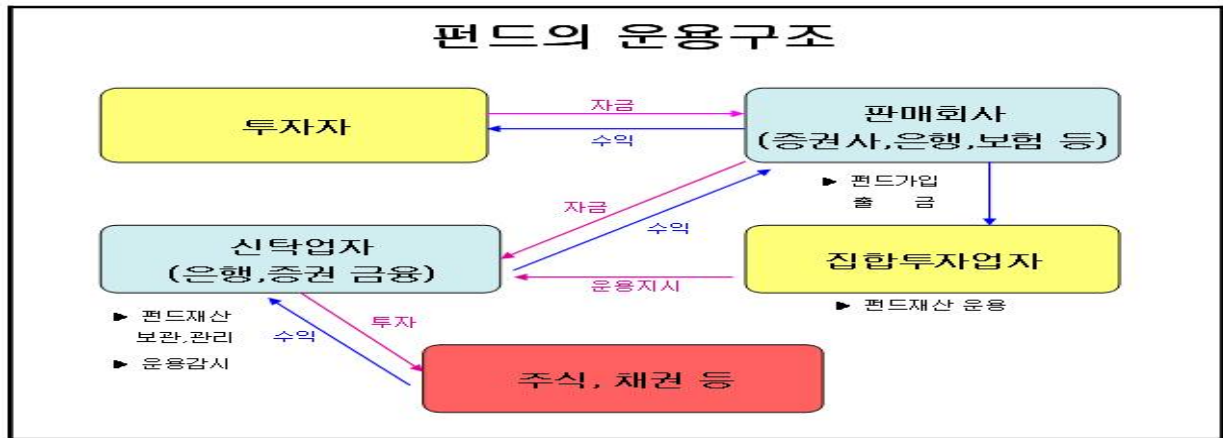 펀드의 운용구조
투자자
자금
수익
판매회사
(증권사,은행,보험 등)
▶ 펀드가입
출 금
자금
수익
신탁업자
(은행,증권 금융)
운용지시
집합투자업자
▶ 펀드재산 운용
▶ 펀드재산
보관,관리
▶ 운용감시
투자
수익
주식, 채권 등